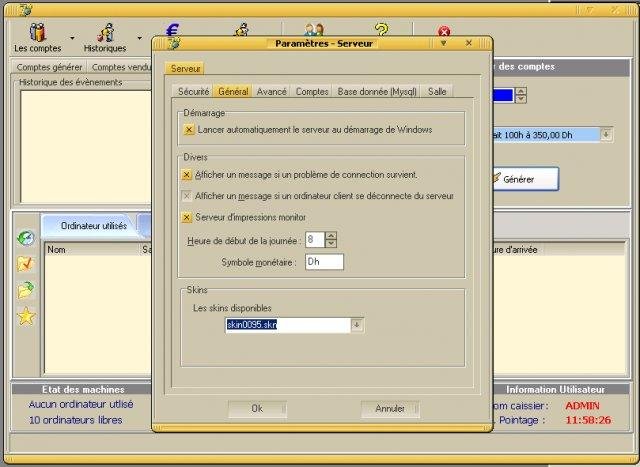 Paramètres - Serveur
Les comptes
Historiques
€
?
Comptes générer
Comptes vendu
Historique des évènements
des comptes
ait 100h à 350,00 Dh
Générer
Serveur
Sécurité
Général
Avancé
Comptes
Base donnée (Mysql)
Salle
Démarrage
Lancer automatiquement le serveur au démarrage de Windows
Divers
Afficher un message si un problème de connection survient.
Afficher un message si un ordinateur client se déconnecte du serveur
Serveur d'impressions monitor
Heure de début de la journée :
8
Symbole monétaire :
Dh
Skins
Les skins disponibles
skin0095.skn
Ok
Annuler
Ordinateur utilisés
Nom
Sa
ure d'arrivée
Etat des machines
Aucun ordinateur utlisé
10 ordinateurs libres
Information Utilisateur
om caissier:
ADMIN
Pointage :
11:58:26